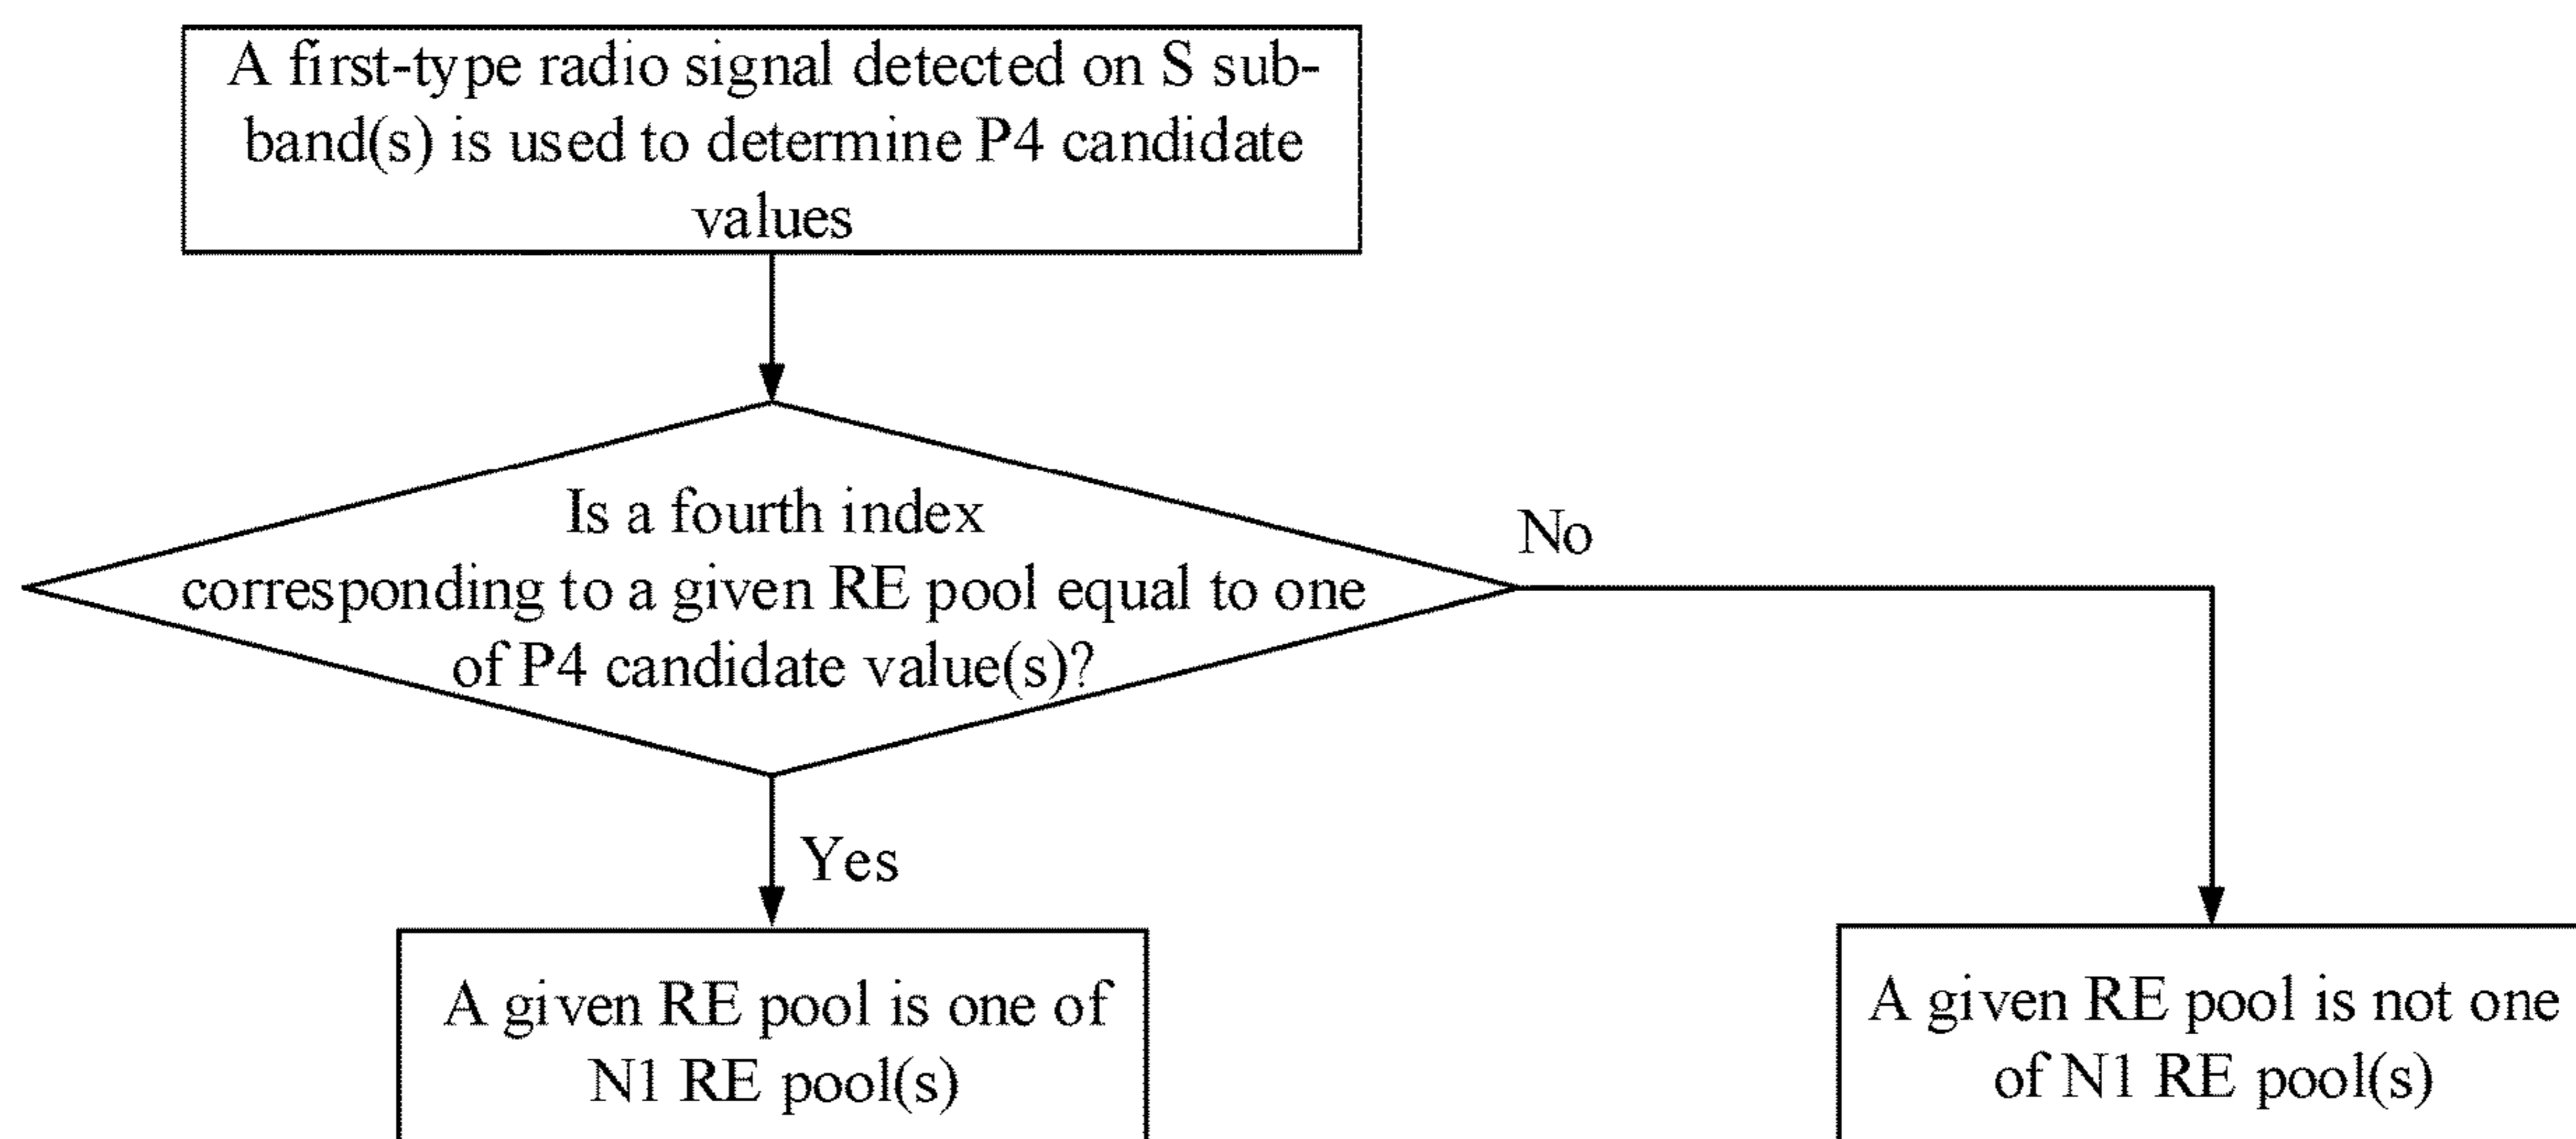 A first-type radio signal detected on S sub-
band(s) is used to determine P4 candidate
values
Is a fourth index
corresponding to a given RE pool equal to one
of P4 candidate value(s)?
No
Yes
A given RE pool is one of
N1 RE pool(s)
A given RE pool is not one
of N1 RE pool(s)